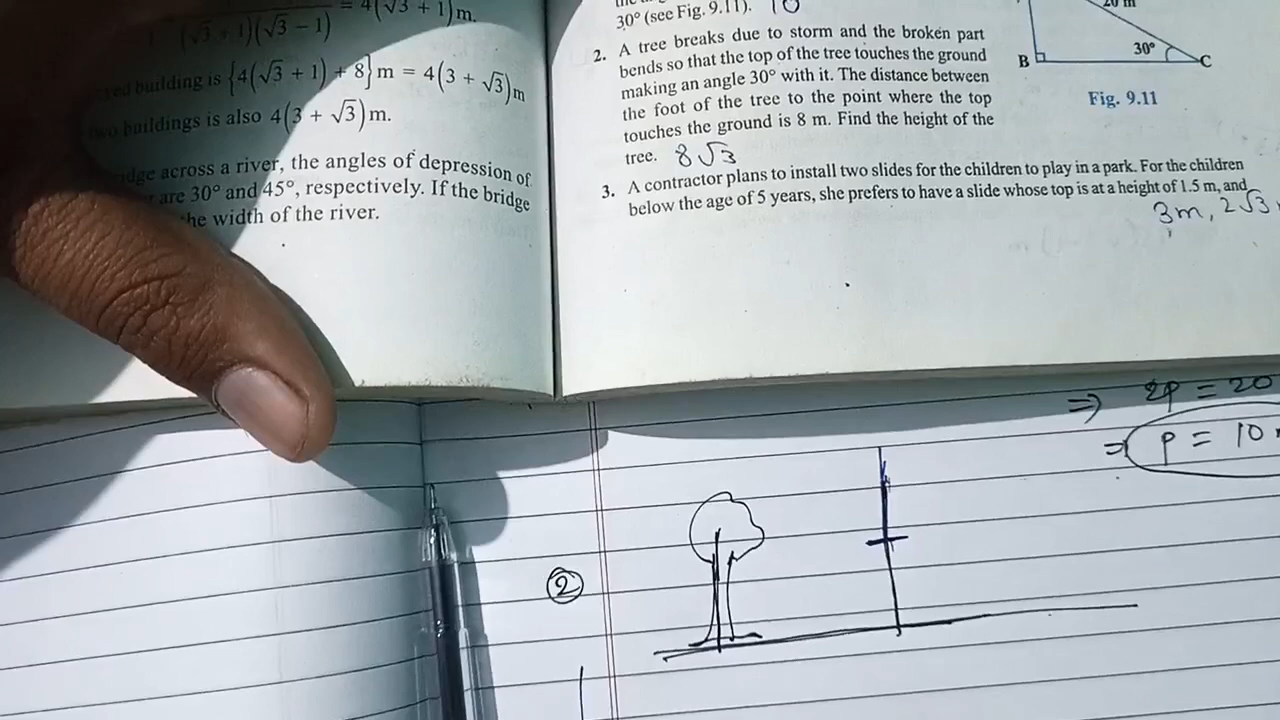 = 4(√3 + 1) m.
(√3 + 1)(√3 − 1)
building is {4(√3 + 1) + 8} m = 4(3 + √3) m
two buildings is also 4(3 + √3) m.
across a river, the angles of depression of
are 30° and 45°, respectively. If the bridge
the width of the river.
30° (see Fig. 9.11). 10
2. A tree breaks due to storm and the broken part
bends so that the top of the tree touches the ground
making an angle 30° with it. The distance between
the foot of the tree to the point where the top
touches the ground is 8 m. Find the height of the
tree. 8√3
20 m
B 30° C
Fig. 9.11
3. A contractor plans to install two slides for the children to play in a park. For the children
below the age of 5 years, she prefers to have a slide whose top is at a height of 1.5 m, and
3m, 2√3
⇒ 2p = 20
⇒ p = 10
②